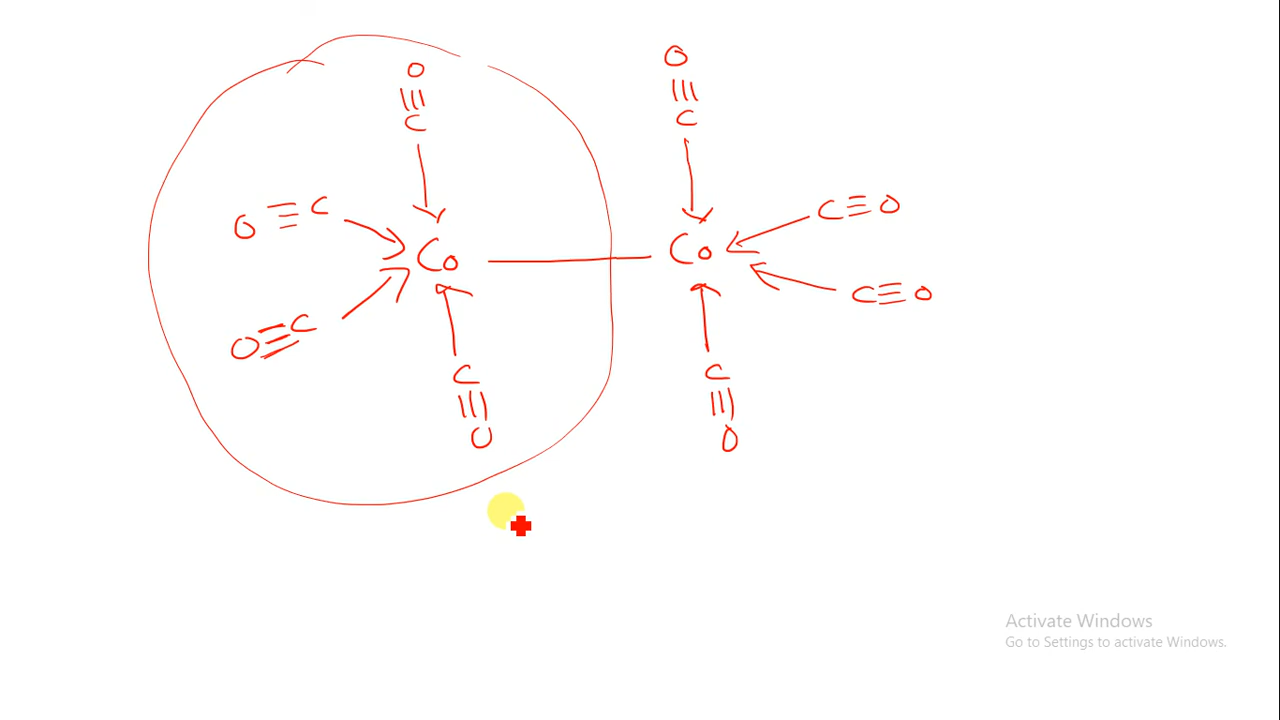 O
≡
C
O
≡
C
O≡C
C≡O
Co — Co
O≡C
C≡O
C
≡
O
C
≡
O
Activate Windows
Go to Settings to activate Windows.